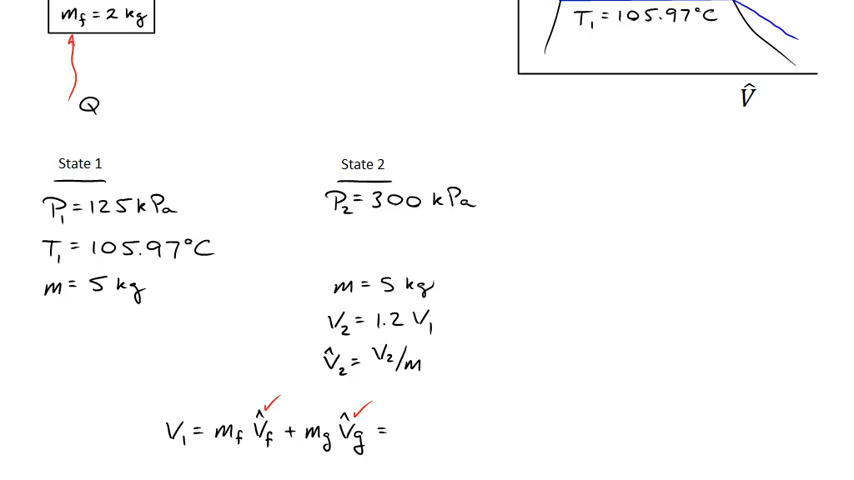 m_f = 2 kg
T₁ = 105.97°C
Q
V̂
State 1
State 2
P₁ = 125 kPa
P₂ = 300 kPa
T₁ = 105.97°C
m = 5 kg
m = 5 kg
V₂ = 1.2 V₁
V̂₂ = V₂/m
V₁ = m_f V̂_f + m_g V̂_g =